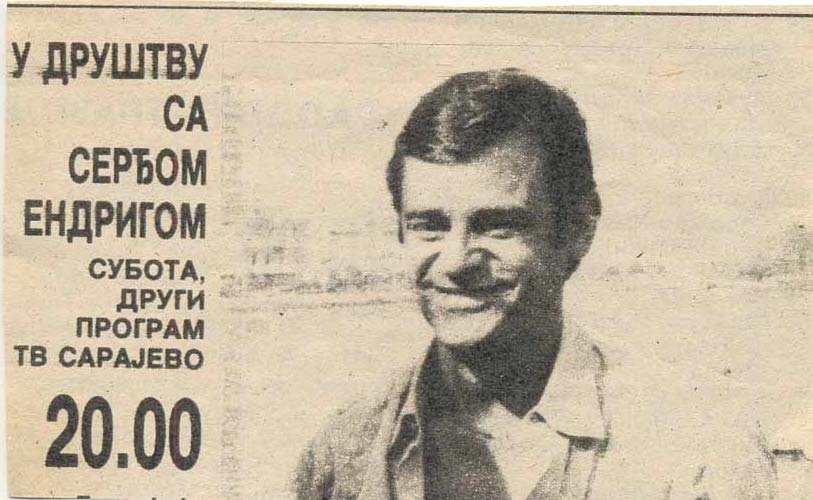 У ДРУШТВУ
СА
СЕРЂОМ
ЕНДРИГОМ
СУБОТА,
ДРУГИ
ПРОГРАМ
ТВ САРАЈЕВО
20.00